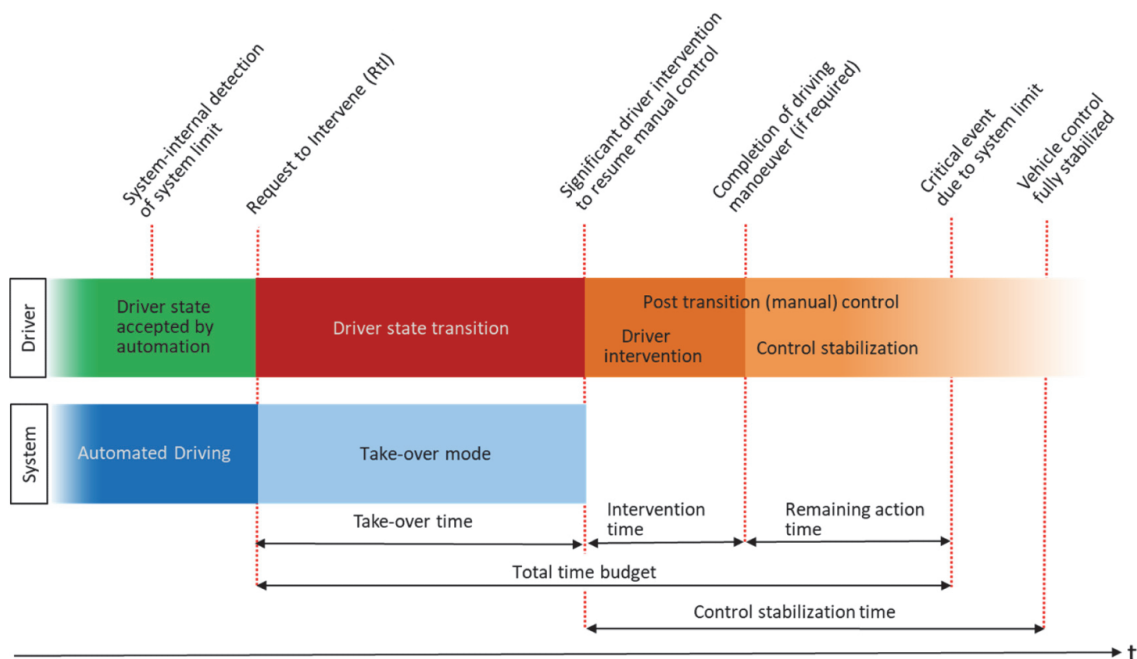 System-internal detection
of system limit
Request to Intervene (RtI)
Significant driver intervention
to resume manual control
Completion of driving
manoeuver (if required)
Critical event
due to system limit
Vehicle control
fully stabilized
Driver
Driver state
accepted by
automation
Driver state transition
Post transition (manual) control
Driver
intervention
Control stabilization
System
Automated Driving
Take-over mode
Take-over time
Intervention
time
Remaining action
time
Total time budget
Control stabilization time
t